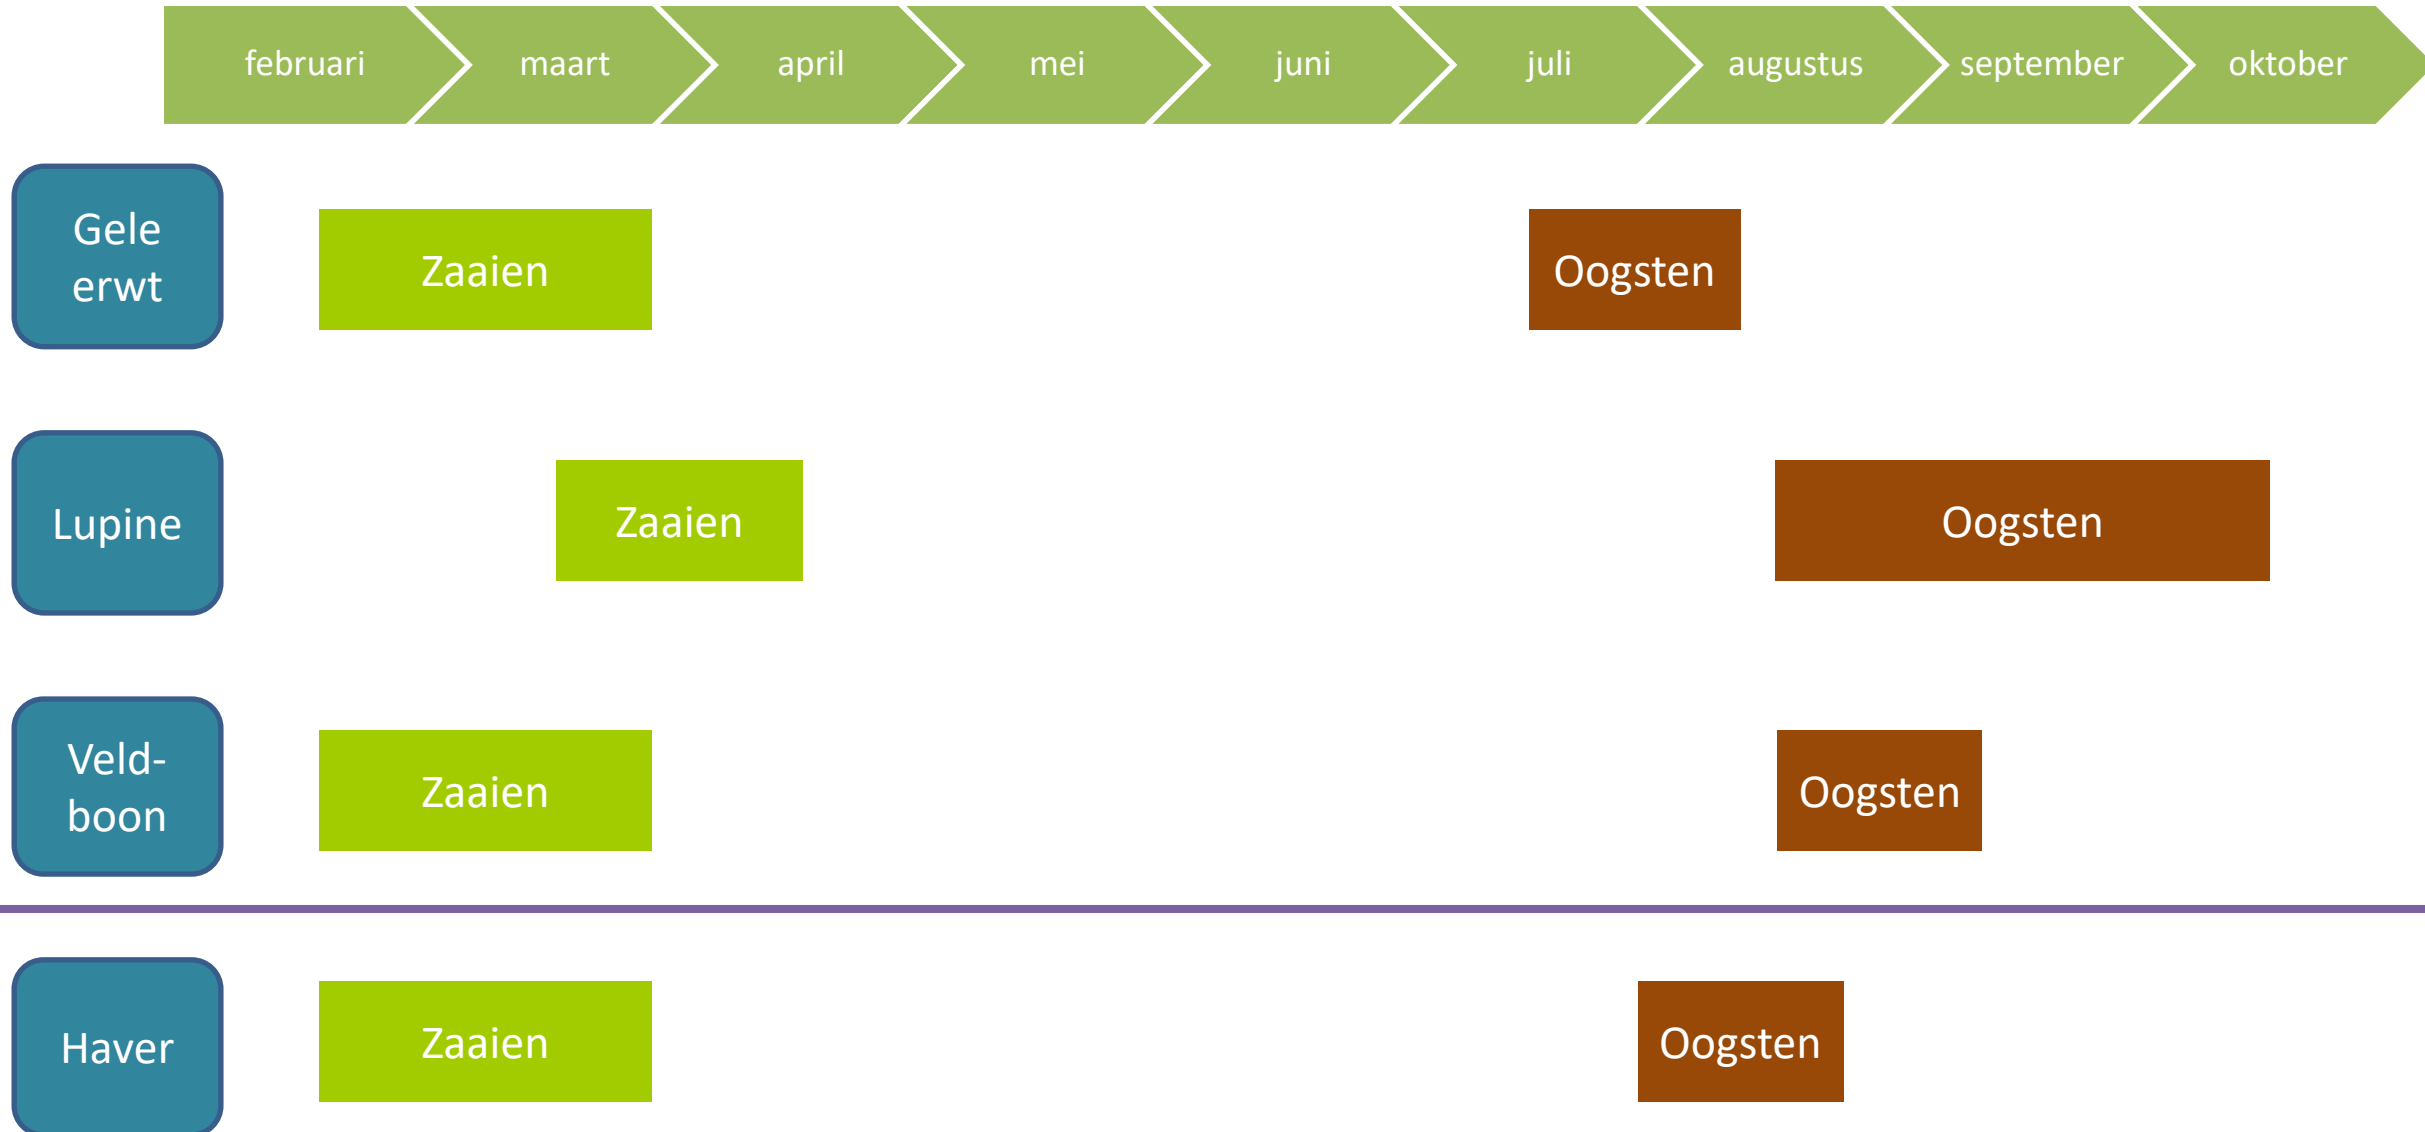 februari maart april mei juni juli augustus september oktober
Gele
erwt
Zaaien
Oogsten
Lupine
Zaaien
Oogsten
Veld-
boon
Zaaien
Oogsten
Haver
Zaaien
Oogsten